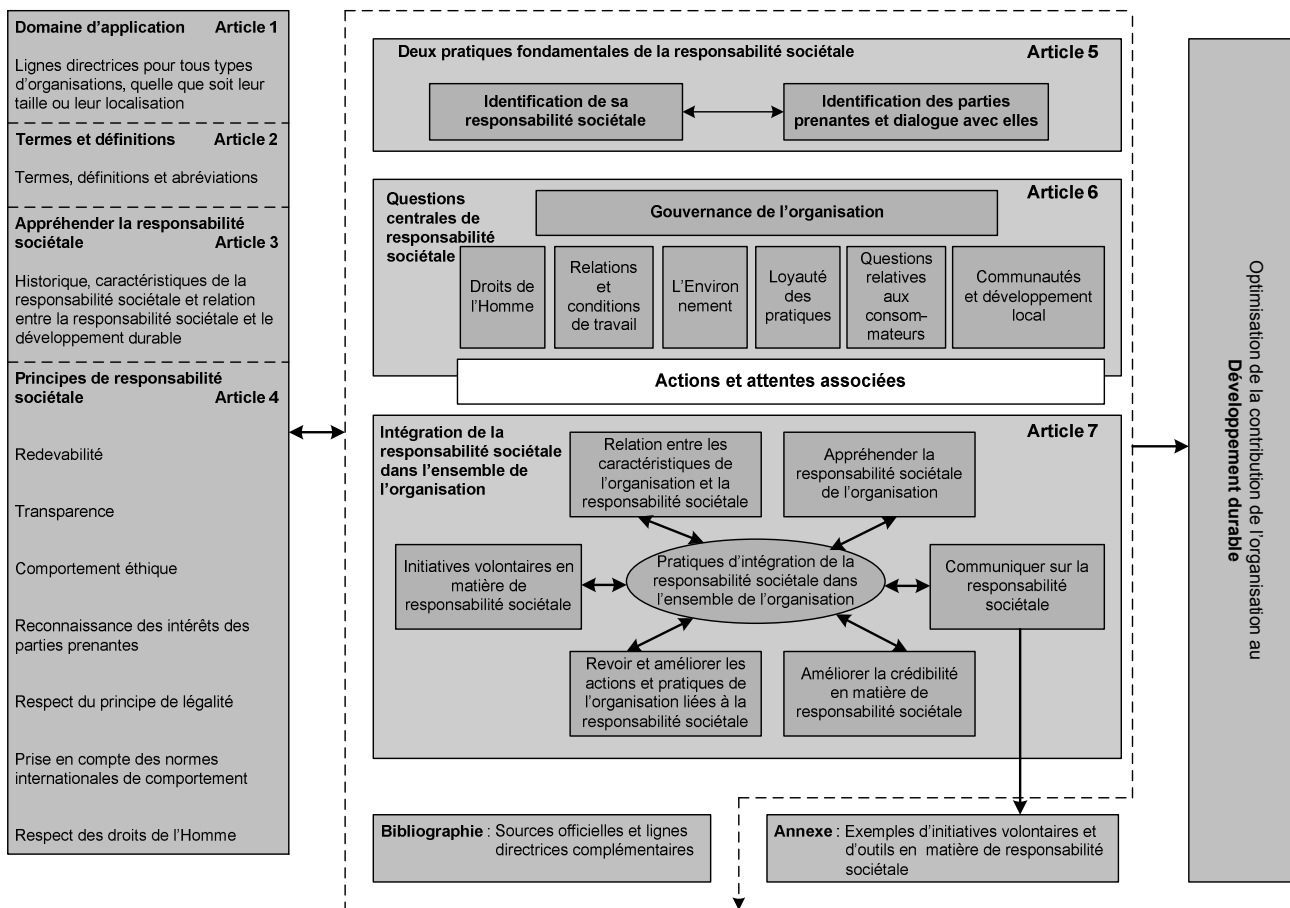 Domaine d’application Article 1
Lignes directrices pour tous types
d’organisations, quelle que soit leur
taille ou leur localisation
Termes et définitions Article 2
Termes, définitions et abréviations
Appréhender la responsabilité
sociétale Article 3
Historique, caractéristiques de la
responsabilité sociétale et relation
entre la responsabilité sociétale et le
développement durable
Principes de responsabilité
sociétale Article 4
Redevabilité
Transparence
Comportement éthique
Reconnaissance des intérêts des
parties prenantes
Respect du principe de légalité
Prise en compte des normes
internationales de comportement
Respect des droits de l’Homme
Deux pratiques fondamentales de la responsabilité sociétale Article 5
Identification de sa
responsabilité sociétale
Identification des parties
prenantes et dialogue avec elles
Questions
centrales de
responsabilité
sociétale
Article 6
Gouvernance de l’organisation
Droits de
l’Homme
Relations
et
conditions
de travail
L’Environ
nement
Loyauté
des
pratiques
Questions
relatives
aux
consom–
mateurs
Communautés
et développement
local
Actions et attentes associées
Intégration de la
responsabilité sociétale
dans l’ensemble de
l’organisation
Article 7
Relation entre les
caractéristiques de
l’organisation et la
responsabilité sociétale
Appréhender la
responsabilité sociétale
de l’organisation
Initiatives volontaires en
matière de
responsabilité sociétale
Pratiques d’intégration de la
responsabilité sociétale dans
l’ensemble de l’organisation
Communiquer sur la
responsabilité
sociétale
Revoir et améliorer les
actions et pratiques de
l’organisation liées à la
responsabilité sociétale
Améliorer la crédibilité
en matière de
responsabilité sociétale
Bibliographie : Sources officielles et lignes
directrices complémentaires
Annexe : Exemples d’initiatives volontaires et
d’outils en matière de responsabilité
sociétale
Optimisation de la contribution de l’organisation au
Développement durable